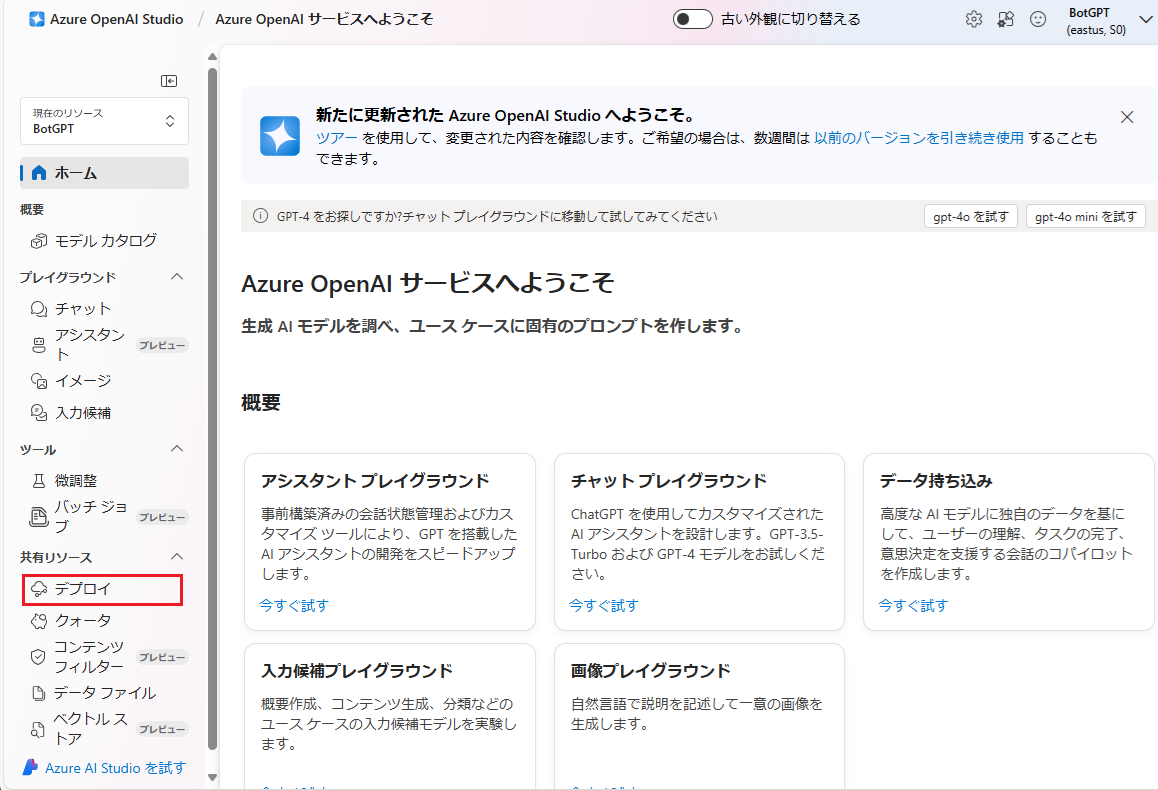 Azure OpenAI Studio / Azure OpenAI サービスへようこそ
古い外観に切り替える
BotGPT
(eastus, S0)
現在のリソース
BotGPT
ホーム
概要
モデル カタログ
プレイグラウンド
チャット
アシスタン
ト
プレビュー
イメージ
入力候補
ツール
微調整
バッチ ジョ
ブ
プレビュー
共有リソース
デプロイ
クォータ
コンテンツ
フィルター
プレビュー
データ ファイル
ベクトル ス
トア
プレビュー
Azure AI Studio を試す
新たに更新された Azure OpenAI Studio へようこそ。
ツアー を使用して、変更された内容を確認します。ご希望の場合は、数週間は 以前のバージョンを引き続き使用 することも
できます。
GPT-4 をお探しですか?チャット プレイグラウンドに移動して試してみてください
gpt-4o を試す
gpt-4o mini を試す
Azure OpenAI サービスへようこそ
生成 AI モデルを調べ、ユース ケースに固有のプロンプトを作します。
概要
アシスタント プレイグラウンド
事前構築済みの会話状態管理およびカス
タマイズ ツールにより、GPT を搭載した
AI アシスタントの開発をスピードアップ
します。
今すぐ試す
チャット プレイグラウンド
ChatGPT を使用してカスタマイズされた
AI アシスタントを設計します。GPT-3.5-
Turbo および GPT-4 モデルをお試しくだ
さい。
今すぐ試す
データ持ち込み
高度な AI モデルに独自のデータを基に
して、ユーザーの理解、タスクの完了、
意思決定を支援する会話のコパイロット
を作成します。
今すぐ試す
入力候補プレイグラウンド
概要作成、コンテンツ生成、分類などの
ユース ケースの入力候補モデルを実験し
ます。
画像プレイグラウンド
自然言語で説明を記述して一意の画像を
生成します。